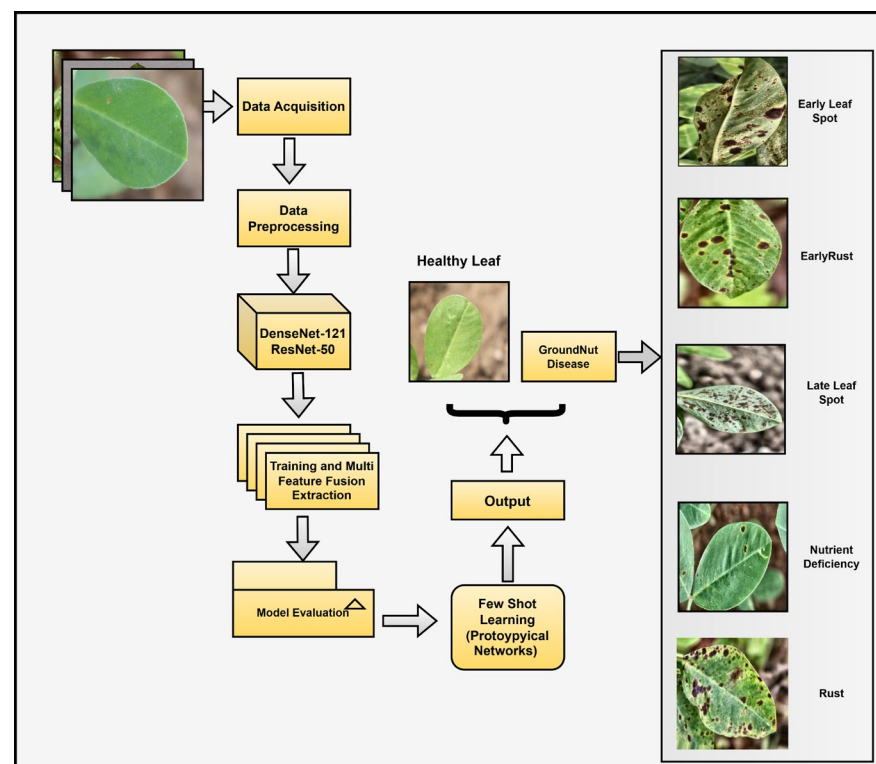 Data Acquisition
Data
Preprocessing
DenseNet-121
ResNet-50
Training and Multi
Feature Fusion
Extraction
Model Evaluation
Few Shot
Learning
(Protoypyical
Networks)
Output
Healthy Leaf
GroundNut
Disease
Early Leaf
Spot
EarlyRust
Late Leaf
Spot
Nutrient
Deficiency
Rust